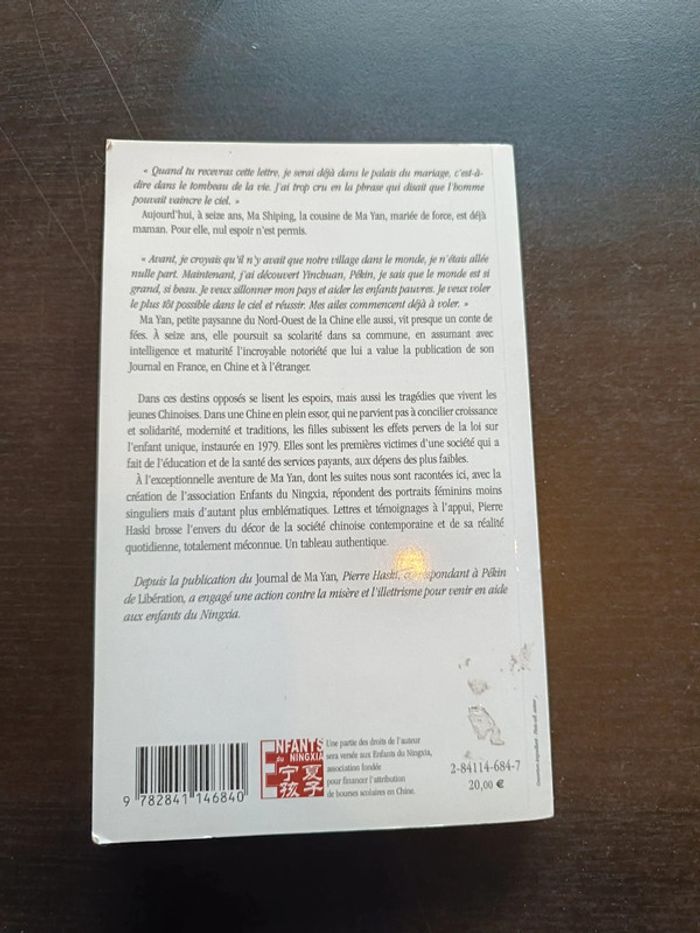 « Quand tu recevras cette lettre, je serai déjà dans le palais du mariage, c'est-à-
dire dans le tombeau de la vie. J'ai trop cru en la phrase qui disait que l'homme
pouvait vaincre le ciel. »
Aujourd'hui, à seize ans, Ma Shiping, la cousine de Ma Yan, mariée de force, est déjà
maman. Pour elle, nul espoir n'est permis.
« Avant, je croyais qu'il n'y avait que notre village dans le monde, je n'étais allée
nulle part. Maintenant, j'ai découvert Yinchuan, Pékin, je sais que le monde est si
grand, si beau. Je veux sillonner mon pays et aider les enfants pauvres. Je veux voler
le plus tôt possible dans le ciel et réussir. Mes ailes commencent déjà à voler. »
Ma Yan, petite paysanne du Nord-Ouest de la Chine elle aussi, vit presque un conte de
fées. À seize ans, elle poursuit sa scolarité dans sa commune, en assumant avec
intelligence et maturité l'incroyable notoriété que lui a value la publication de son
Journal en France, en Chine et à l'étranger.
Dans ces destins opposés se lisent les espoirs, mais aussi les tragédies que vivent les
jeunes Chinoises. Dans une Chine en plein essor, qui ne parvient pas à concilier croissance
et solidarité, modernité et traditions, les filles subissent les effets pervers de la loi sur
l'enfant unique, instaurée en 1979. Elles sont les premières victimes d'une société qui a
fait de l'éducation et de la santé des services payants, aux dépens des plus faibles.
À l'exceptionnelle aventure de Ma Yan, dont les suites nous sont racontées ici, avec la
création de l'association Enfants du Ningxia, répondent des portraits féminins moins
singuliers mais d'autant plus emblématiques. Lettres et témoignages à l'appui, Pierre
Haski brosse l'envers du décor de la société chinoise contemporaine et de sa réalité
quotidienne, totalement méconnue. Un tableau authentique.
Depuis la publication du Journal de Ma Yan, Pierre Haski, correspondant à Pékin
de Libération, a engagé une action contre la misère et l'illettrisme pour venir en aide
aux enfants du Ningxia.
ENFANTS
du NINGXIA
宁夏
孩子
Une partie des droits de l'auteur
sera versée aux Enfants du Ningxia,
association fondée
pour financer l'attribution
de bourses scolaires en Chine.
9 782841 146840
2-84114-684-7
20,00 €